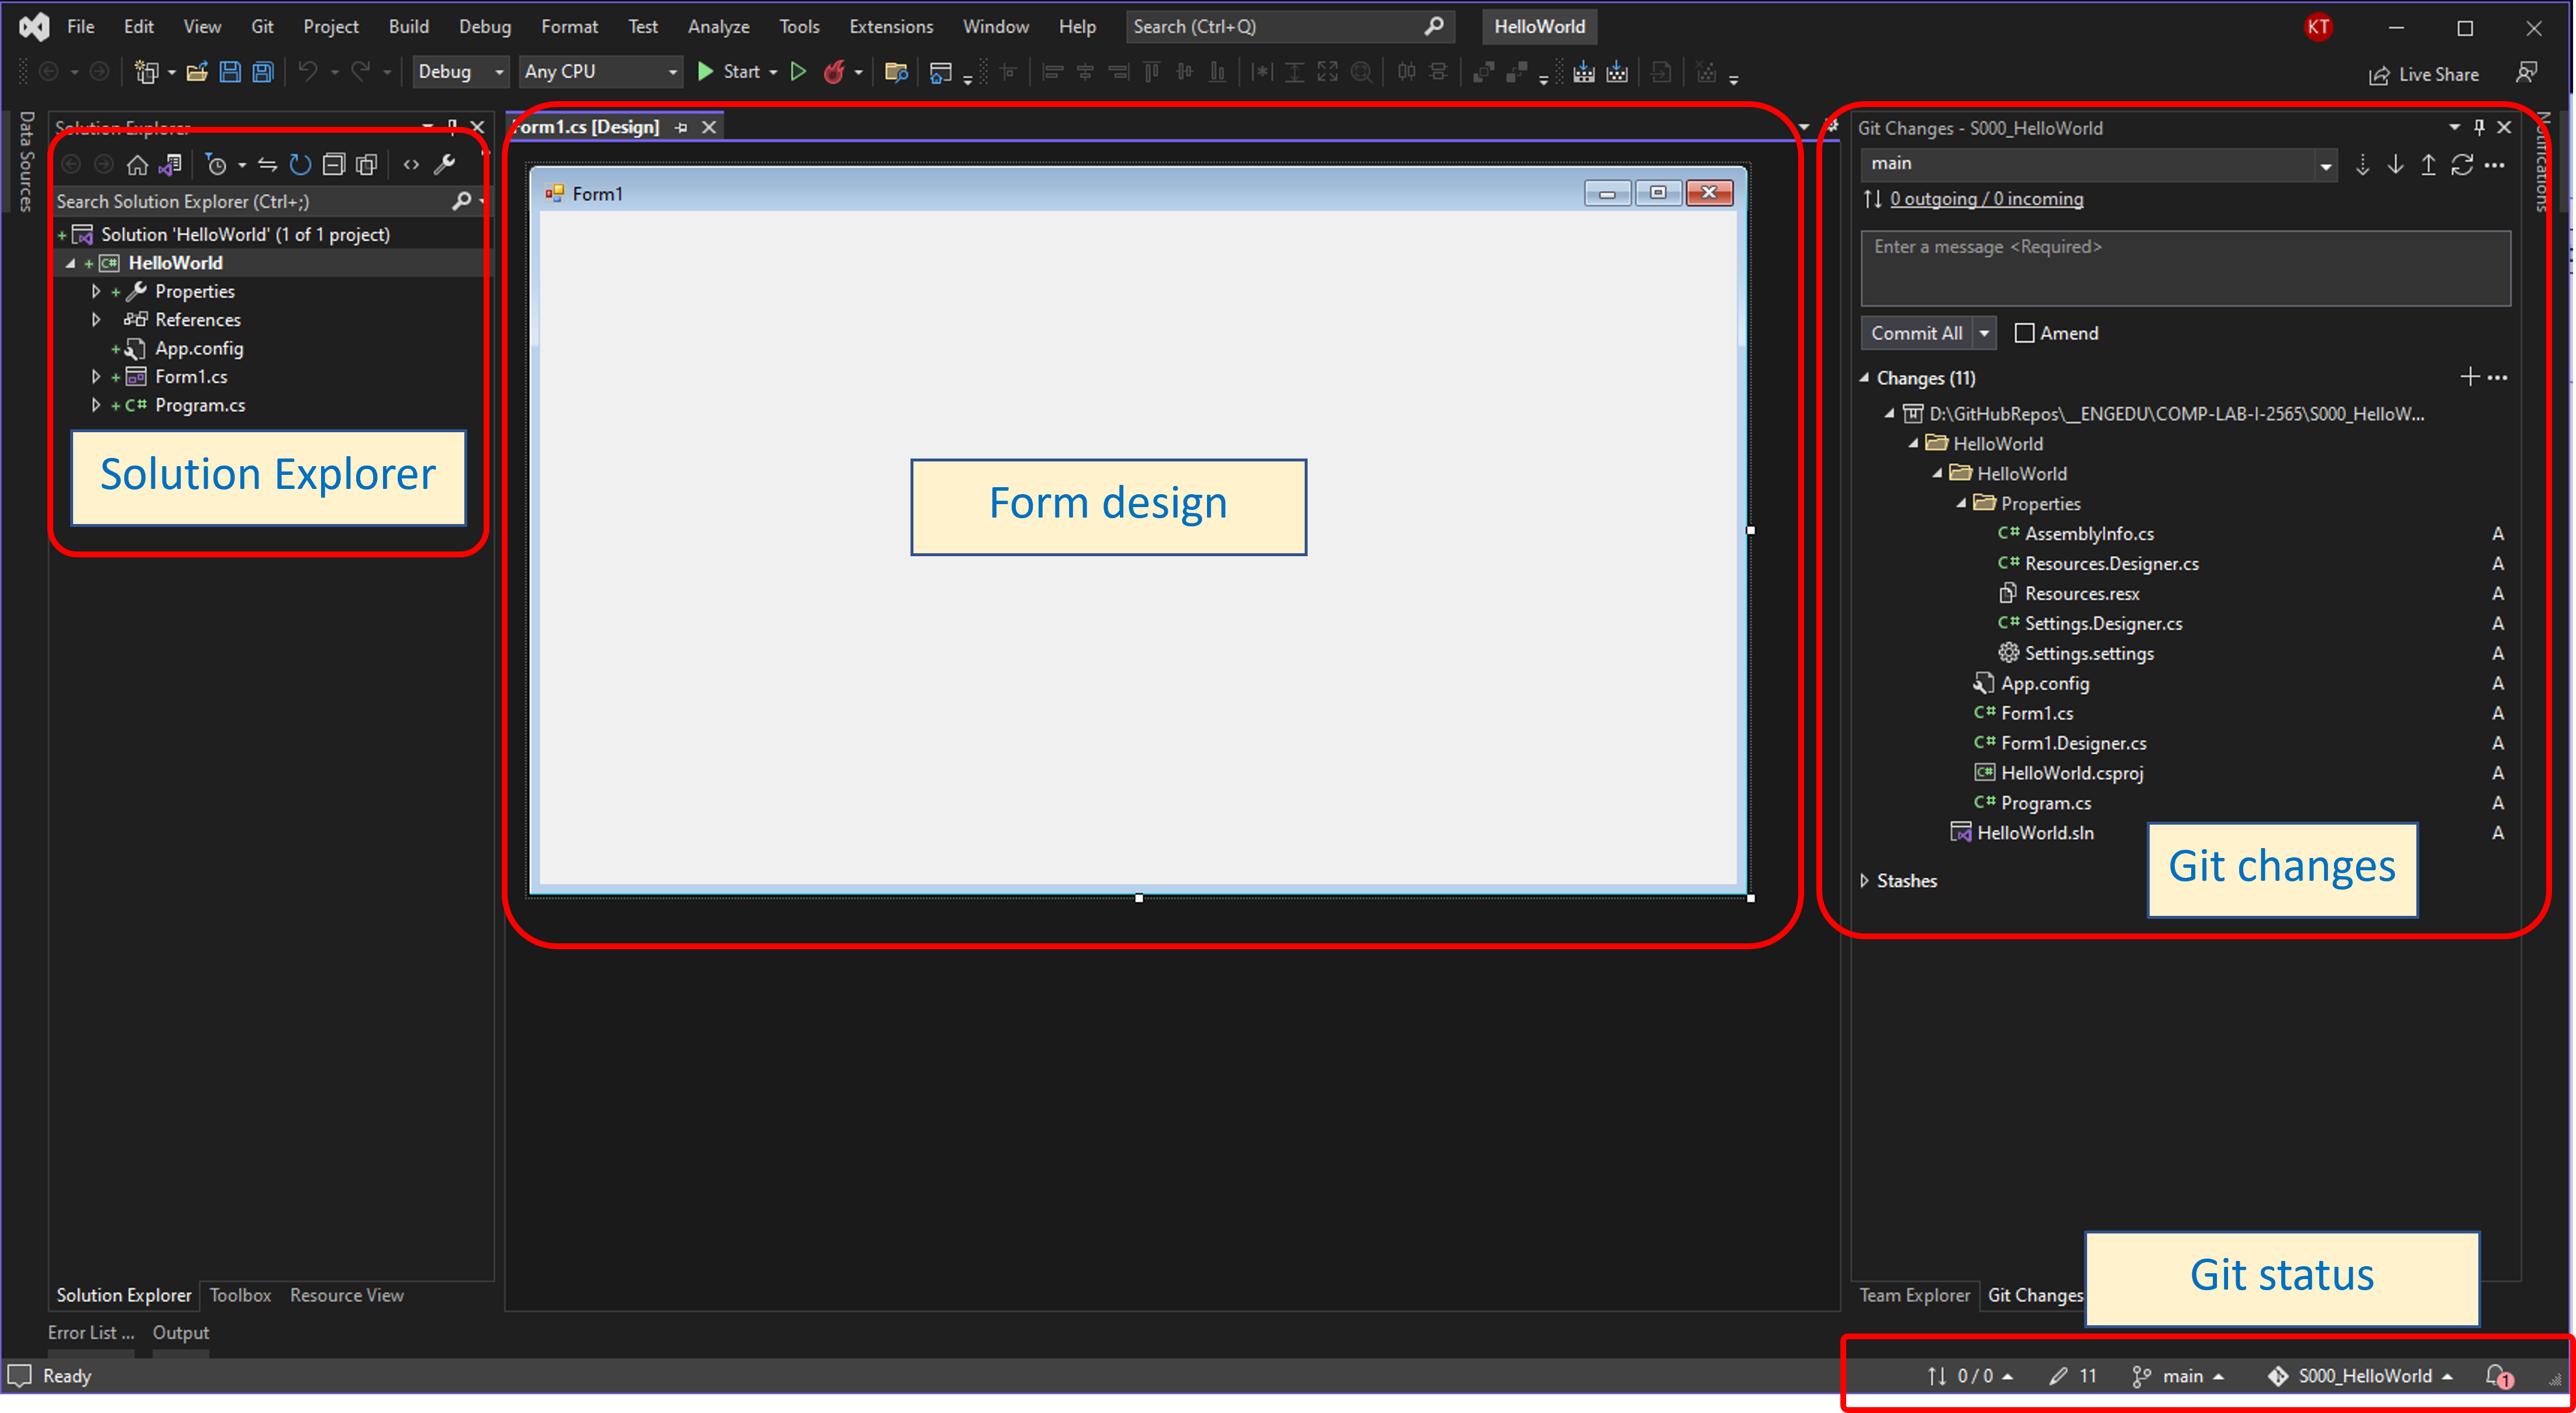 File Edit View Git Project Build Debug Format Test Analyze Tools Extensions Window Help Search (Ctrl+Q) HelloWorld KT
Debug Any CPU Start Live Share
Data Sources
Solution Explorer
Search Solution Explorer (Ctrl+;)
Solution 'HelloWorld' (1 of 1 project)
C# HelloWorld
Properties
References
App.config
Form1.cs
C# Program.cs
Solution Explorer
Form1.cs [Design]
Form1
Form design
Git Changes - S000_HelloWorld
main
0 outgoing / 0 incoming
Enter a message <Required>
Commit All Amend
Changes (11)
D:\GitHubRepos\__ENGEDU\COMP-LAB-I-2565\S000_HelloW...
HelloWorld
HelloWorld
Properties
C# AssemblyInfo.cs A
C# Resources.Designer.cs A
Resources.resx A
C# Settings.Designer.cs A
Settings.settings A
App.config A
C# Form1.cs A
C# Form1.Designer.cs A
C# HelloWorld.csproj A
C# Program.cs A
HelloWorld.sln A
Git changes
Stashes
Notifications
Git status
Solution Explorer Toolbox Resource View
Team Explorer Git Changes
Error List ... Output
Ready 0 / 0 11 main S000_HelloWorld 1